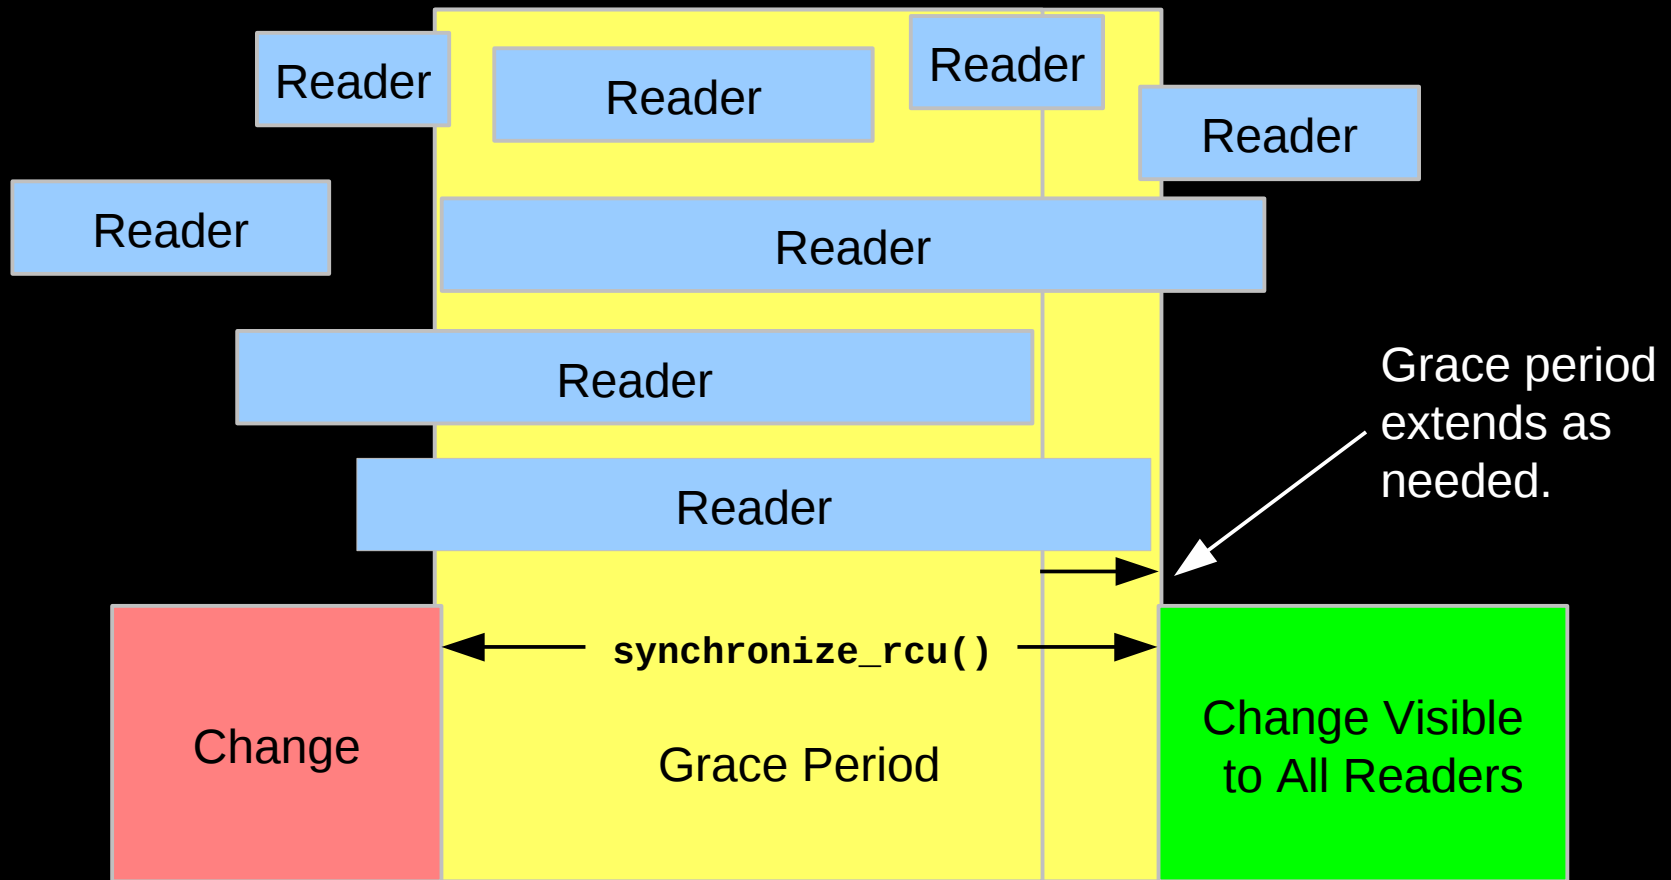 Reader
Reader
Reader
Reader
Reader
Reader
Reader
Reader
Grace period
extends as
needed.
synchronize_rcu()
Change
Grace Period
Change Visible
to All Readers